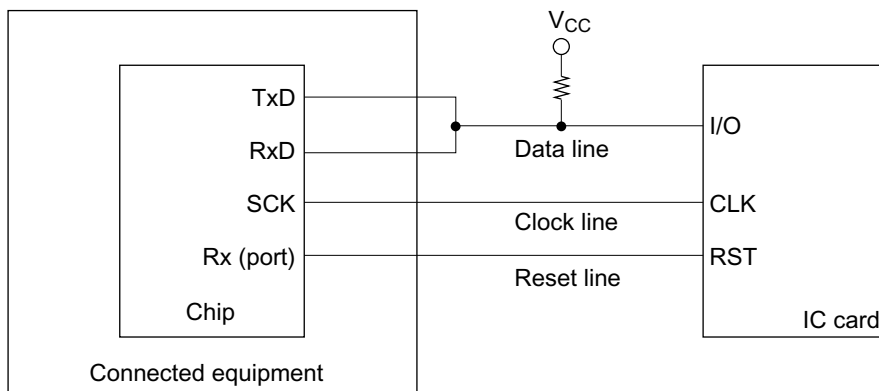 VCC
TxD
RxD
SCK
Rx (port)
Chip
Connected equipment
Data line
Clock line
Reset line
I/O
CLK
RST
IC card